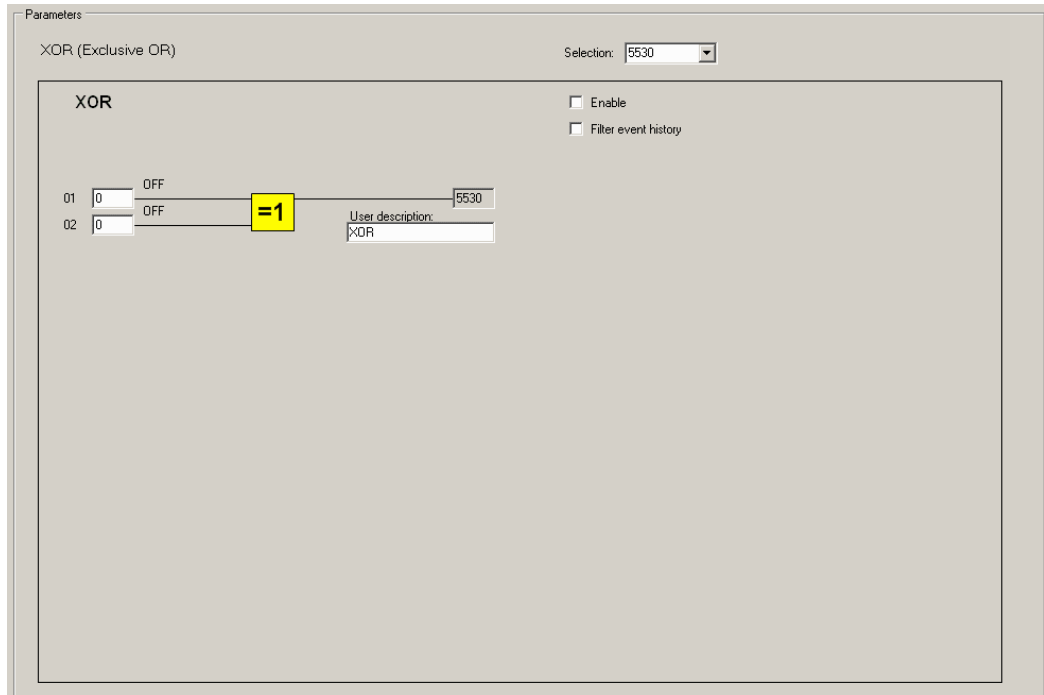 Parameters
XOR (Exclusive OR)
Selection: 5530
XOR
Enable
Filter event history
01 0 OFF
5530
02 0 OFF
=1
User description:
XOR